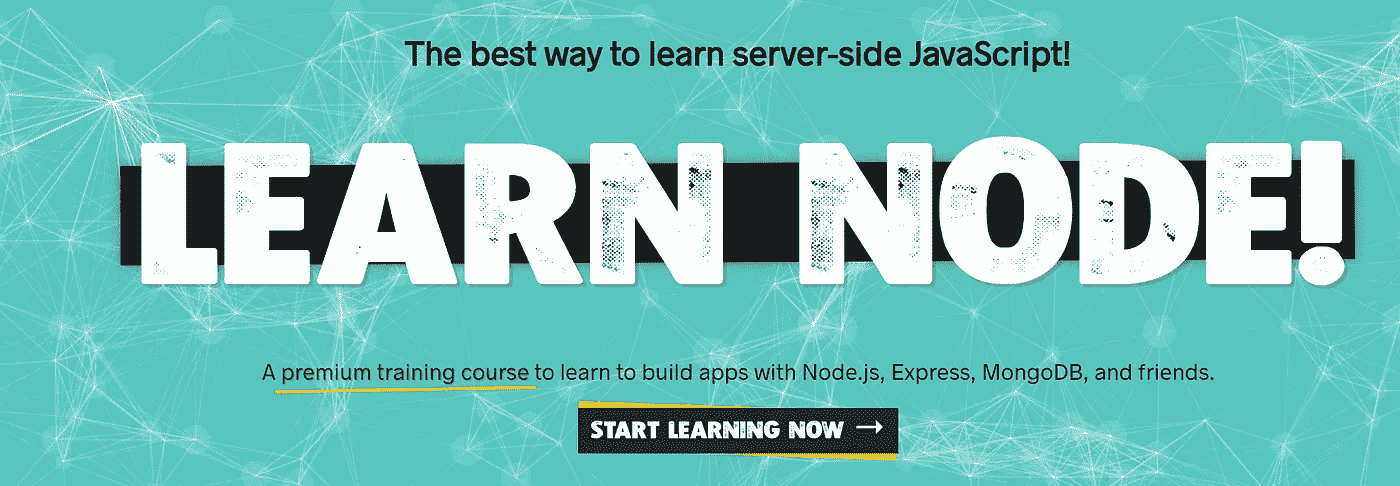 The best way to learn server-side JavaScript!
LEARN NODE!
A premium training course to learn to build apps with Node.js, Express, MongoDB, and friends.
START LEARNING NOW →